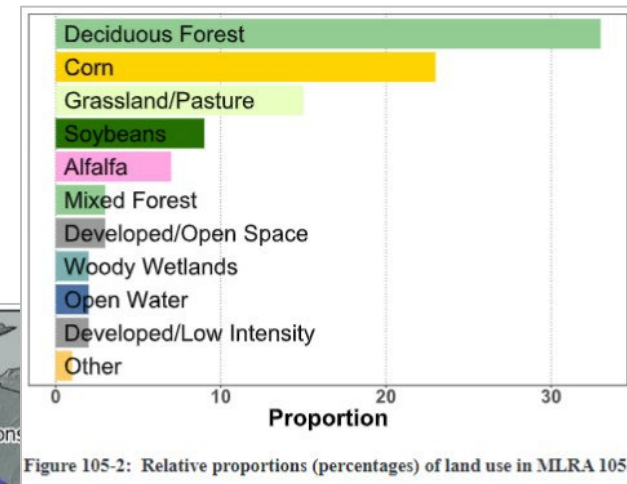 Deciduous Forest
Corn
Grassland/Pasture
Soybeans
Alfalfa
Mixed Forest
Developed/Open Space
Woody Wetlands
Open Water
Developed/Low Intensity
Other
0 10 20 30
Proportion
Figure 105-2: Relative proportions (percentages) of land use in MLRA 105